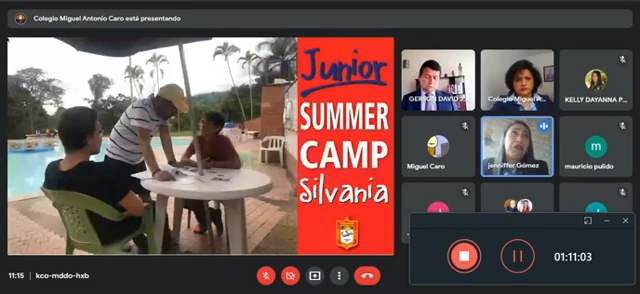 Colegio Miguel Antonio Caro está presentando
Junior
SUMMER
CAMP
Silvania
GERSON DAVID
Colegio Miguel
KELLY DAYANNA P...
Miguel Caro
jenniffer Gómez
m
mauricio pulido
11:15 | kco-mddo-hxb
01:11:03